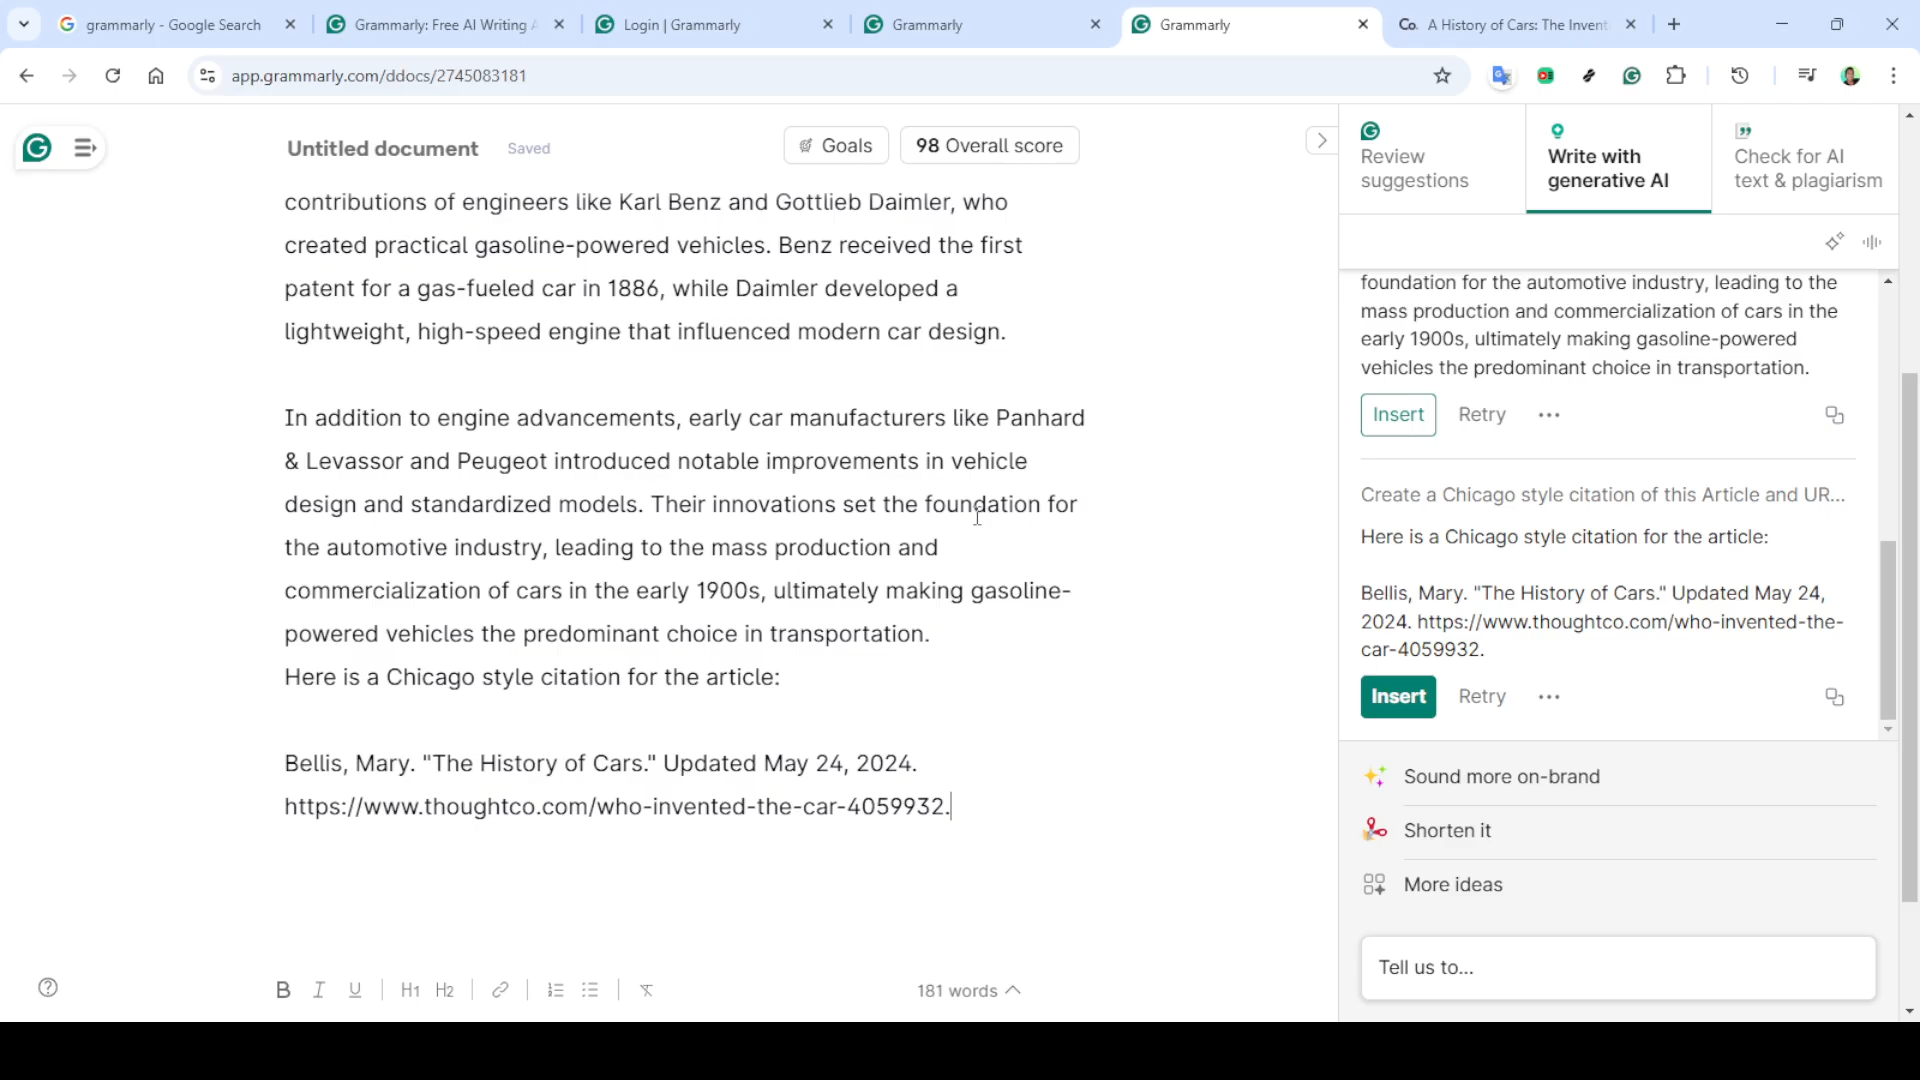 grammarly - Google Search
Grammarly: Free AI Writing A
Login | Grammarly
Grammarly
Grammarly
Co. A History of Cars: The Invent
app.grammarly.com/ddocs/2745083181
Untitled document
Saved
Goals
98 Overall score
contributions of engineers like Karl Benz and Gottlieb Daimler, who
created practical gasoline-powered vehicles. Benz received the first
patent for a gas-fueled car in 1886, while Daimler developed a
lightweight, high-speed engine that influenced modern car design.
In addition to engine advancements, early car manufacturers like Panhard
& Levassor and Peugeot introduced notable improvements in vehicle
design and standardized models. Their innovations set the foundation for
the automotive industry, leading to the mass production and
commercialization of cars in the early 1900s, ultimately making gasoline-
powered vehicles the predominant choice in transportation.
Here is a Chicago style citation for the article:
Bellis, Mary. "The History of Cars." Updated May 24, 2024.
https://www.thoughtco.com/who-invented-the-car-4059932.
B I U H1 H2
181 words
Review
suggestions
Write with
generative AI
Check for AI
text & plagiarism
foundation for the automotive industry, leading to the
mass production and commercialization of cars in the
early 1900s, ultimately making gasoline-powered
vehicles the predominant choice in transportation.
Insert Retry
Create a Chicago style citation of this Article and UR...
Here is a Chicago style citation for the article:
Bellis, Mary. "The History of Cars." Updated May 24,
2024. https://www.thoughtco.com/who-invented-the-
car-4059932.
Insert Retry
Sound more on-brand
Shorten it
More ideas
Tell us to...